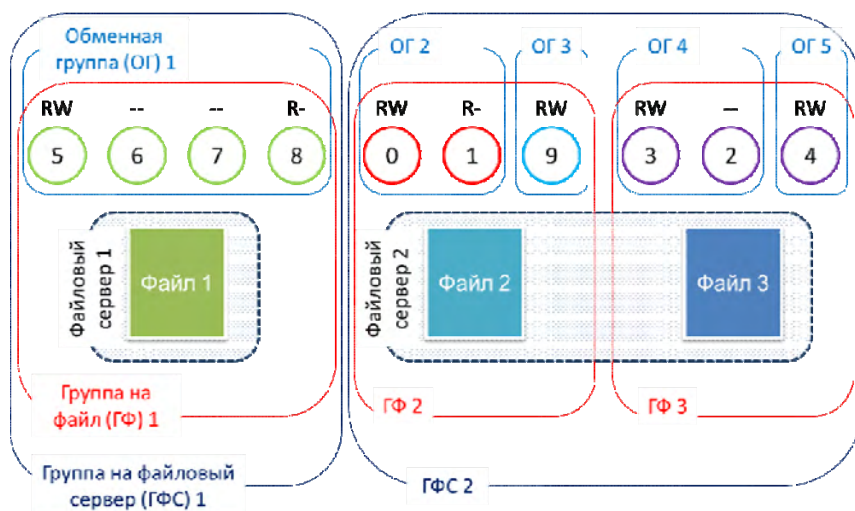 Обменная
группа (ОГ) 1
ОГ 2
ОГ 3
ОГ 4
ОГ 5
RW -- -- R-
RW R- RW
RW — RW
5 6 7 8
0 1 9
3 2 4
Файловый
сервер 1
Файл 1
Файловый
сервер 2
Файл 2
Файл 3
Группа на
файл (ГФ) 1
ГФ 2
ГФ 3
Группа на файловый
сервер (ГФС) 1
ГФС 2